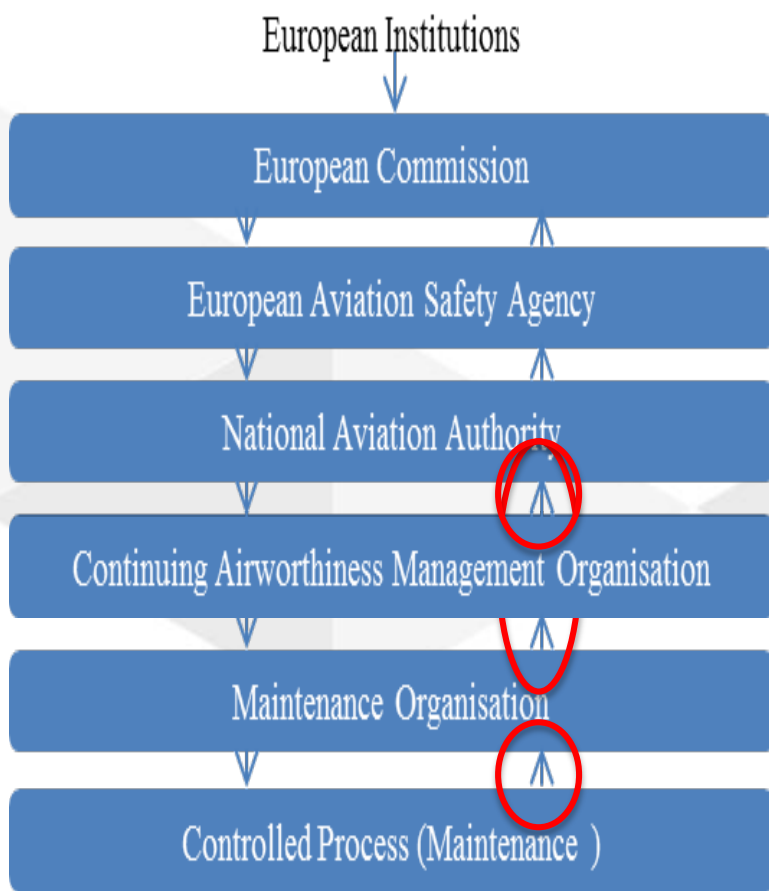 European Institutions
European Commission
European Aviation Safety Agency
National Aviation Authority
Continuing Airworthiness Management Organisation
Maintenance Organisation
Controlled Process (Maintenance )